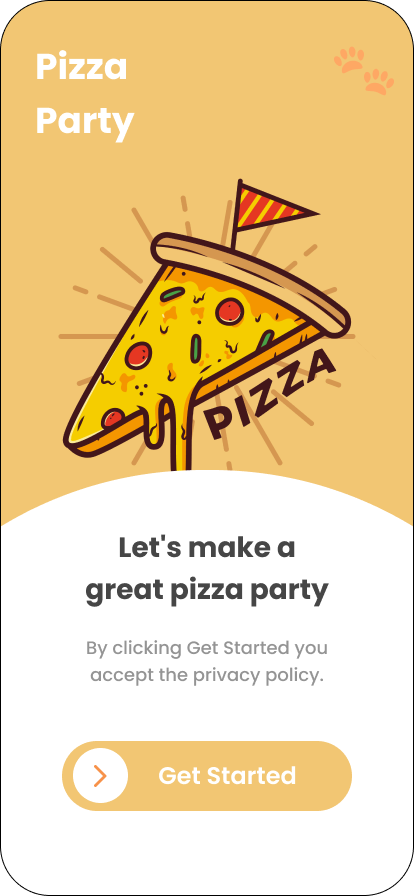 Pizza
Party
PIZZA
Let's make a
great pizza party
By clicking Get Started you
accept the privacy policy.
Get Started